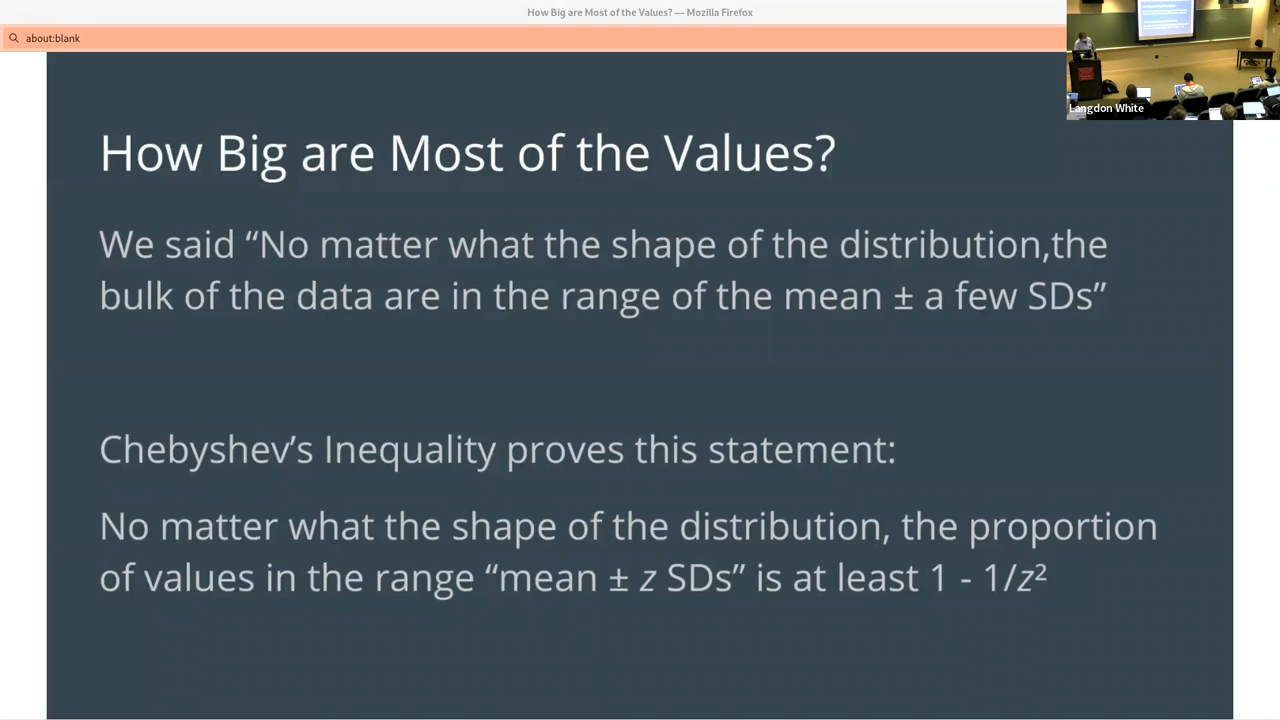 How Big are Most of the Values? — Mozilla Firefox
about:blank
Langdon White
How Big are Most of the Values?
We said “No matter what the shape of the distribution,the
bulk of the data are in the range of the mean ± a few SDs”
Chebyshev’s Inequality proves this statement:
No matter what the shape of the distribution, the proportion
of values in the range “mean ± z SDs” is at least 1 - 1/z²